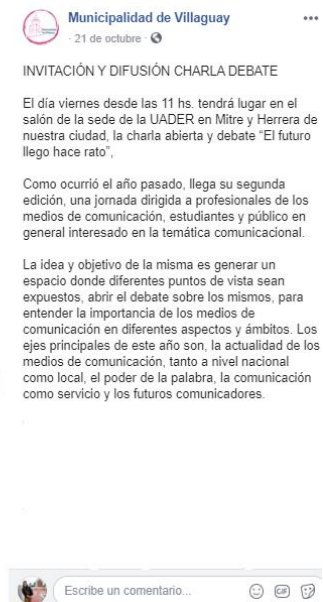 Municipalidad de Villaguay
· 21 de octubre ·
INVITACIÓN Y DIFUSIÓN CHARLA DEBATE
El día viernes desde las 11 hs. tendrá lugar en el
salón de la sede de la UADER en Mitre y Herrera de
nuestra ciudad, la charla abierta y debate “El futuro
llego hace rato”,
Como ocurrió el año pasado, llega su segunda
edición, una jornada dirigida a profesionales de los
medios de comunicación, estudiantes y público en
general interesado en la temática comunicacional.
La idea y objetivo de la misma es generar un
espacio donde diferentes puntos de vista sean
expuestos, abrir el debate sobre los mismos, para
entender la importancia de los medios de
comunicación en diferentes aspectos y ámbitos. Los
ejes principales de este año son, la actualidad de los
medios de comunicación, tanto a nivel nacional
como local, el poder de la palabra, la comunicación
como servicio y los futuros comunicadores.
Escribe un comentario...
GIF